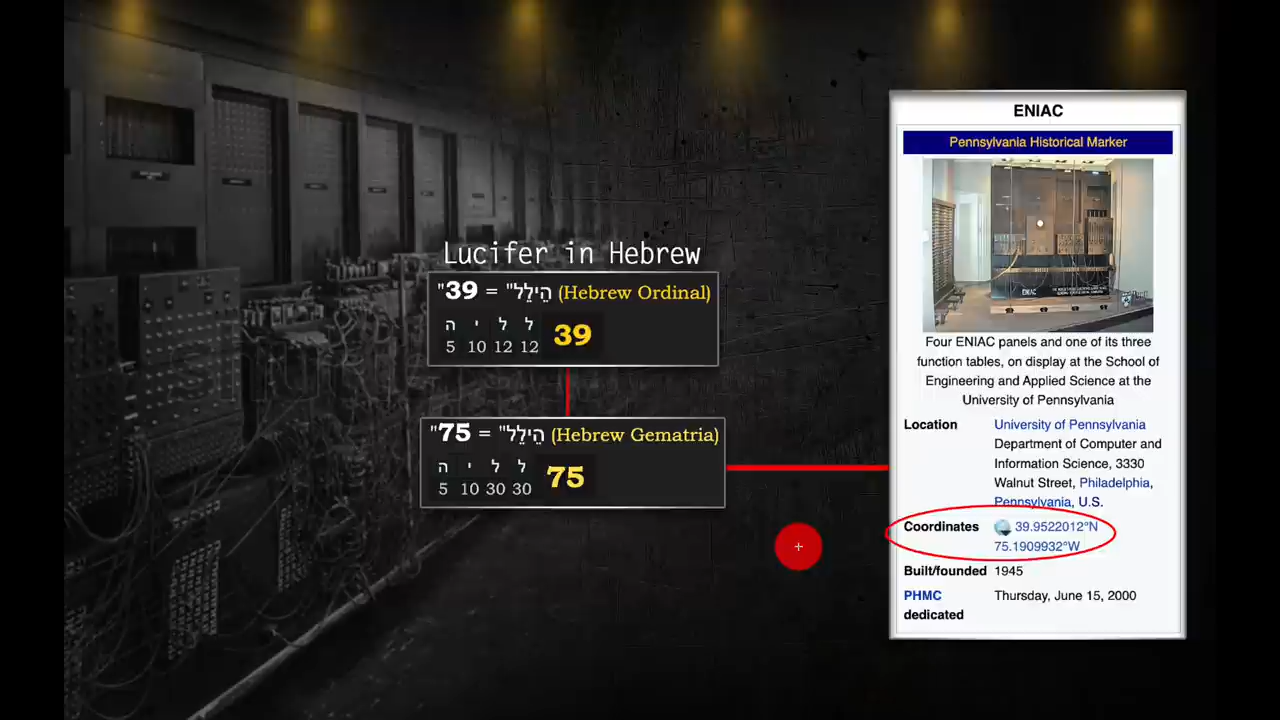 Lucifer in Hebrew
"39 = "הֵילֵל (Hebrew Ordinal)
ה י ל ל 39
5 10 12 12
"75 = "הֵילֵל (Hebrew Gematria)
ה י ל ל 75
5 10 30 30
ENIAC
Pennsylvania Historical Marker
ENIAC
Four ENIAC panels and one of its three
function tables, on display at the School of
Engineering and Applied Science at the
University of Pennsylvania
Location University of Pennsylvania
Department of Computer and
Information Science, 3330
Walnut Street, Philadelphia,
Pennsylvania, U.S.
Coordinates 39.9522012°N
75.1909932°W
Built/founded 1945
PHMC Thursday, June 15, 2000
dedicated